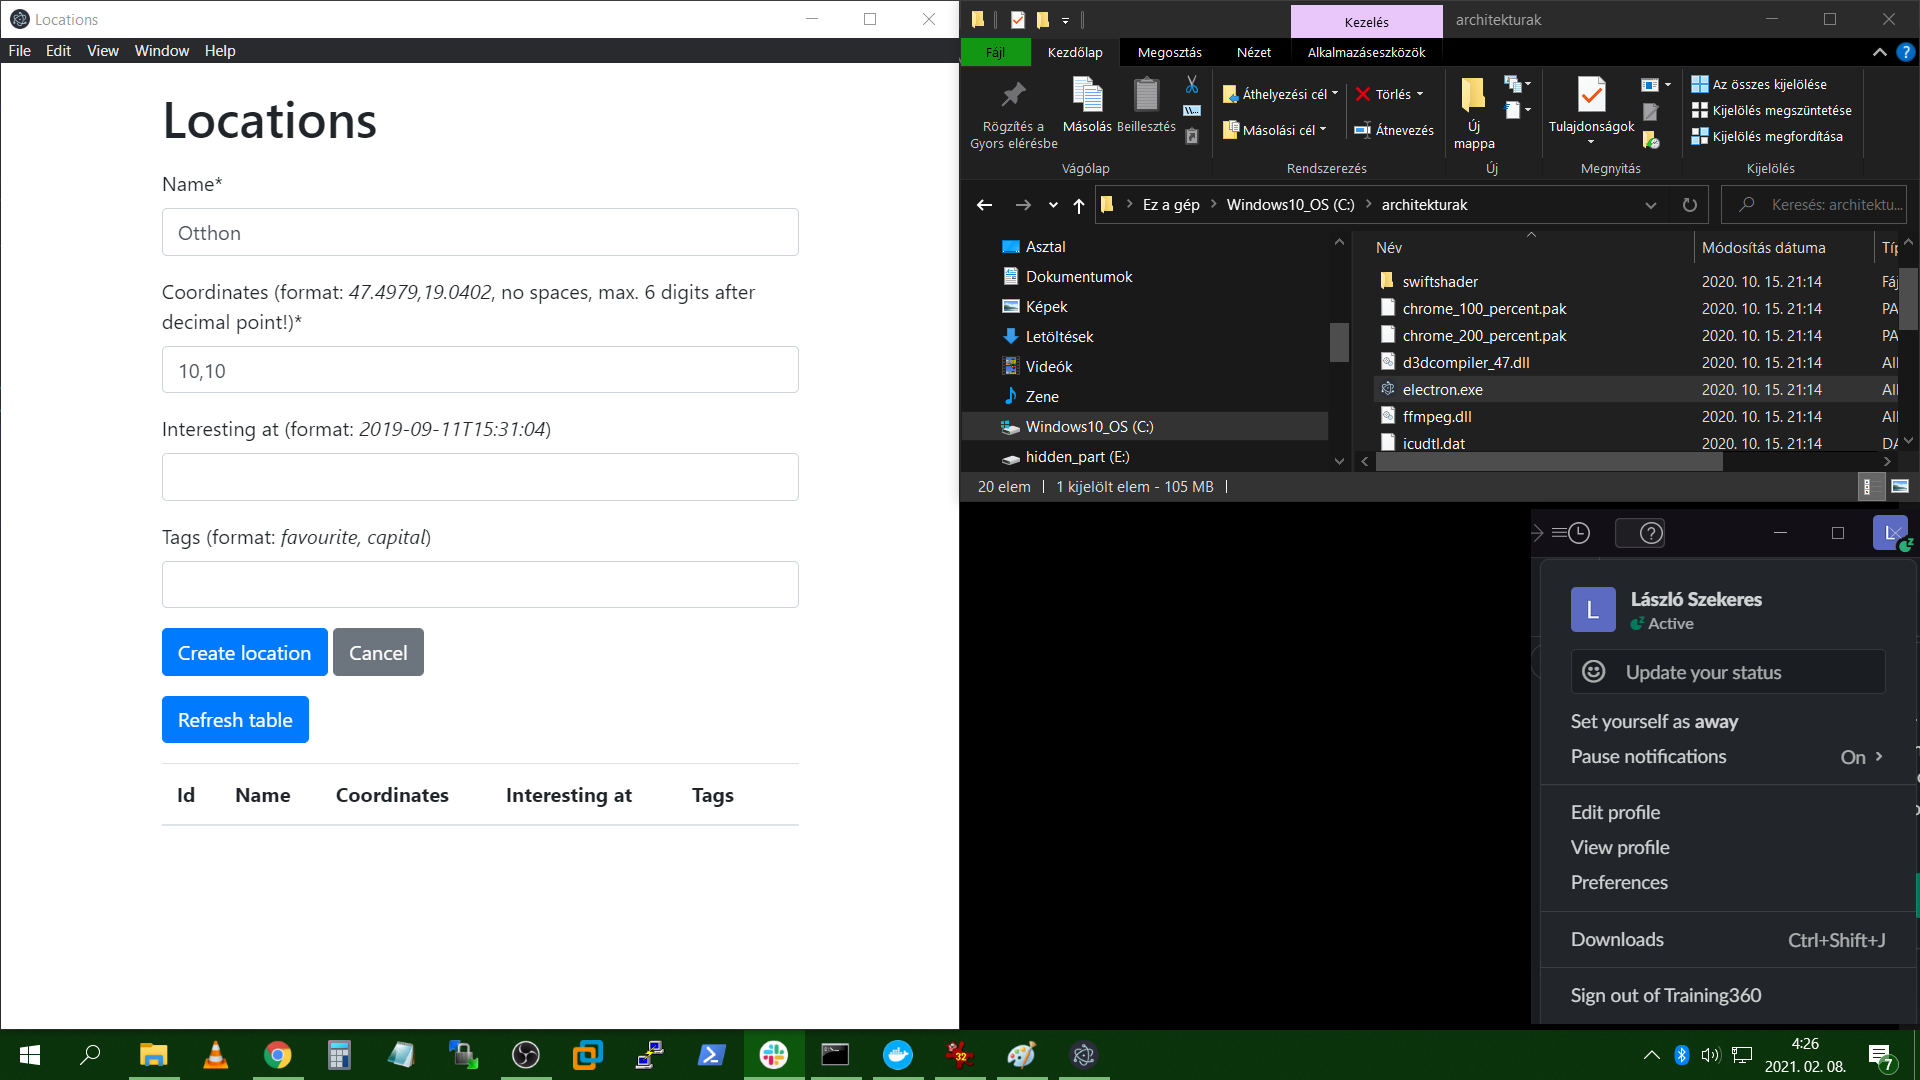 Locations
File Edit View Window Help
Locations
Name*
Otthon
Coordinates (format: 47.4979,19.0402, no spaces, max. 6 digits after
decimal point!)*
10,10
Interesting at (format: 2019-09-11T15:31:04)
Tags (format: favourite, capital)
Create location Cancel
Refresh table
Id Name Coordinates Interesting at Tags
Kezelés architekturak
Fájl Kezdőlap Megosztás Nézet Alkalmazáseszközök
Rögzítés a
Gyors elérésbe
Másolás
Beillesztés
Vágólap
Áthelyezési cél
Másolási cél
Törlés
Átnevezés
Rendszerezés
Új
mappa
Új
Tulajdonságok
Megnyitás
Az összes kijelölése
Kijelölés megszüntetése
Kijelölés megfordítása
Kijelölés
Ez a gép Windows10_OS (C:) architekturak
Keresés: architektu...
Asztal
Dokumentumok
Képek
Letöltések
Videók
Zene
Windows10_OS (C:)
hidden_part (E:)
Név Módosítás dátuma Típ
swiftshader 2020. 10. 15. 21:14 Fáj
chrome_100_percent.pak 2020. 10. 15. 21:14 PA
chrome_200_percent.pak 2020. 10. 15. 21:14 PA
d3dcompiler_47.dll 2020. 10. 15. 21:14 All
electron.exe 2020. 10. 15. 21:14 All
ffmpeg.dll 2020. 10. 15. 21:14 All
icudtl.dat 2020. 10. 15. 21:14 DA
20 elem 1 kijelölt elem - 105 MB
L
L
László Szekeres
Active
Update your status
Set yourself as away
Pause notifications On
Edit profile
View profile
Preferences
Downloads Ctrl+Shift+J
Sign out of Training360
32
4:26
2021. 02. 08.
7